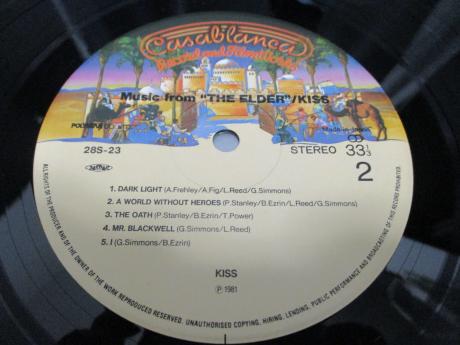 Casablanca
Record and FilmWorks
Music from "THE ELDER"/KISS
28S-23
STEREO 33 1/3
2
1. DARK LIGHT (A.Frehley/A.Fig/L.Reed/G.Simmons)
2. A WORLD WITHOUT HEROES (P.Stanley/B.Ezrin/L.Reed/G.Simmons)
3. THE OATH (P.Stanley/B.Ezrin/T.Power)
4. MR. BLACKWELL (G.Simmons/L.Reed)
5. I (G.Simmons/B.Ezrin)
KISS
Ⓟ 1981
ALL RIGHTS OF THE PRODUCER AND OF THE OWNER OF THE WORK REPRODUCED RESERVED. UNAUTHORISED COPYING, HIRING, LENDING, PUBLIC PERFORMANCE AND BROADCASTING OF THIS RECORD PROHIBITED.